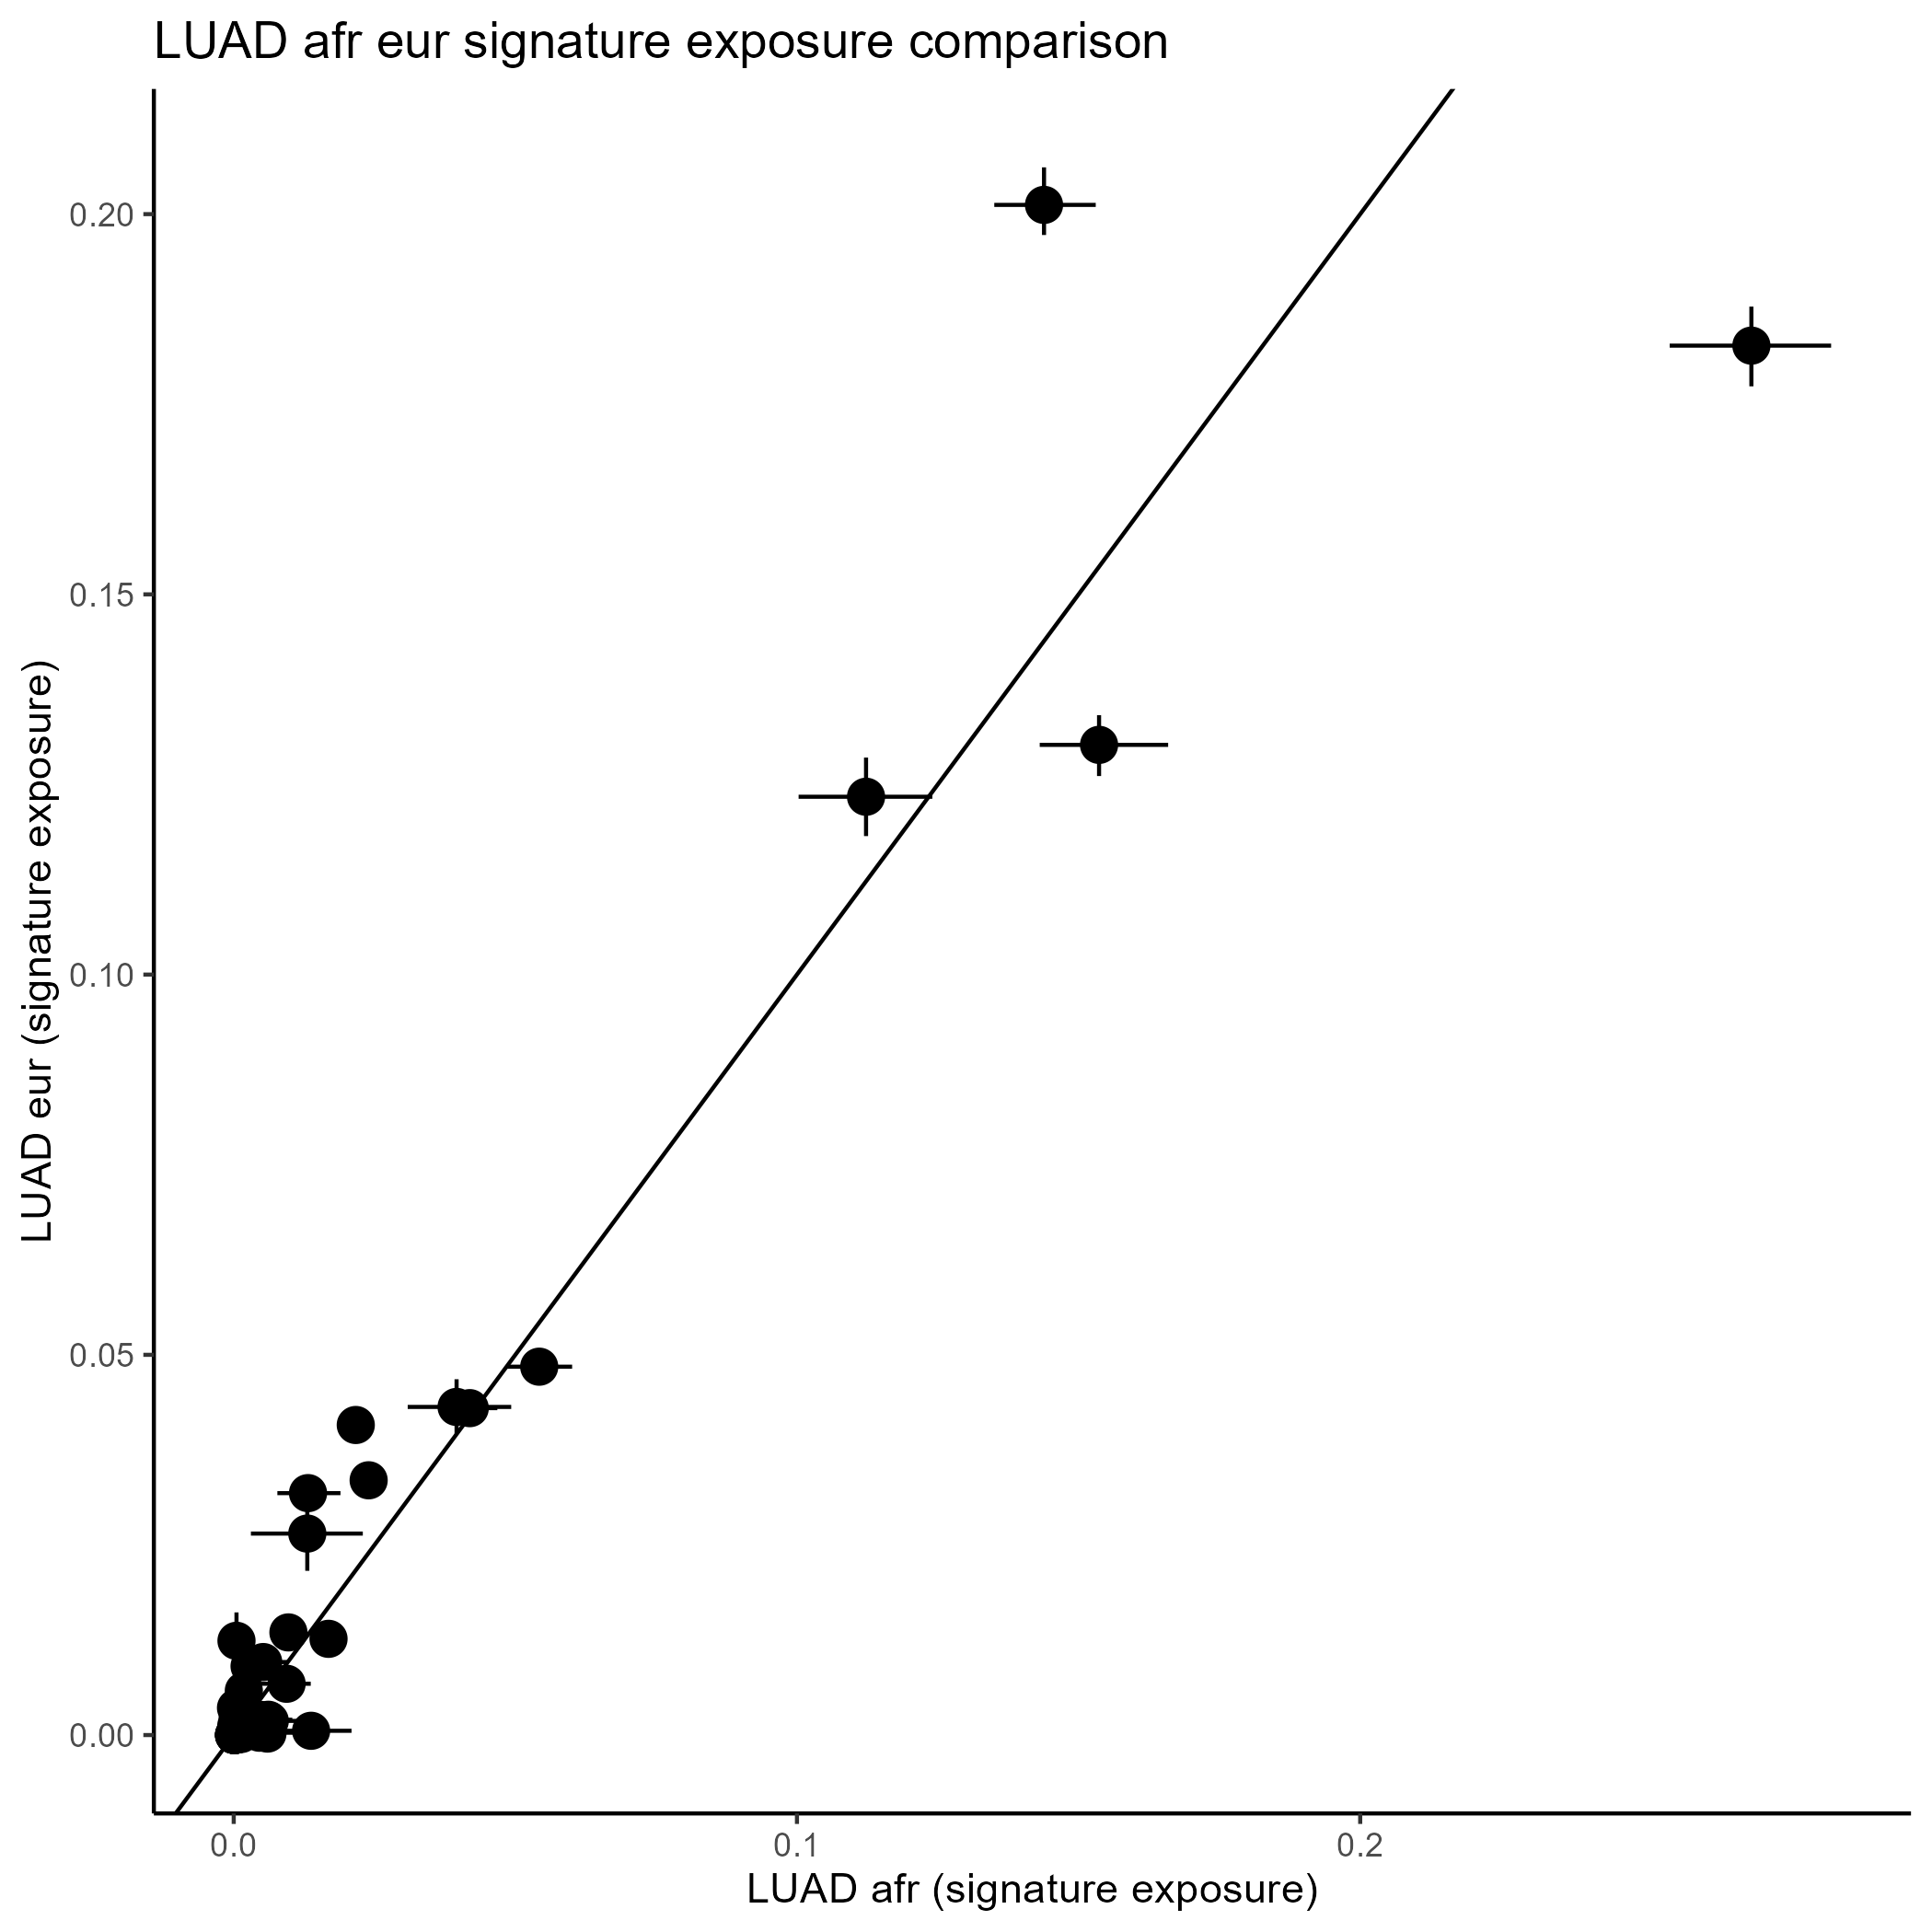 LUAD afr eur signature exposure comparison
LUAD eur (signature exposure)
0.20
0.15
0.10
0.05
0.00
0.0
0.1
0.2
LUAD afr (signature exposure)